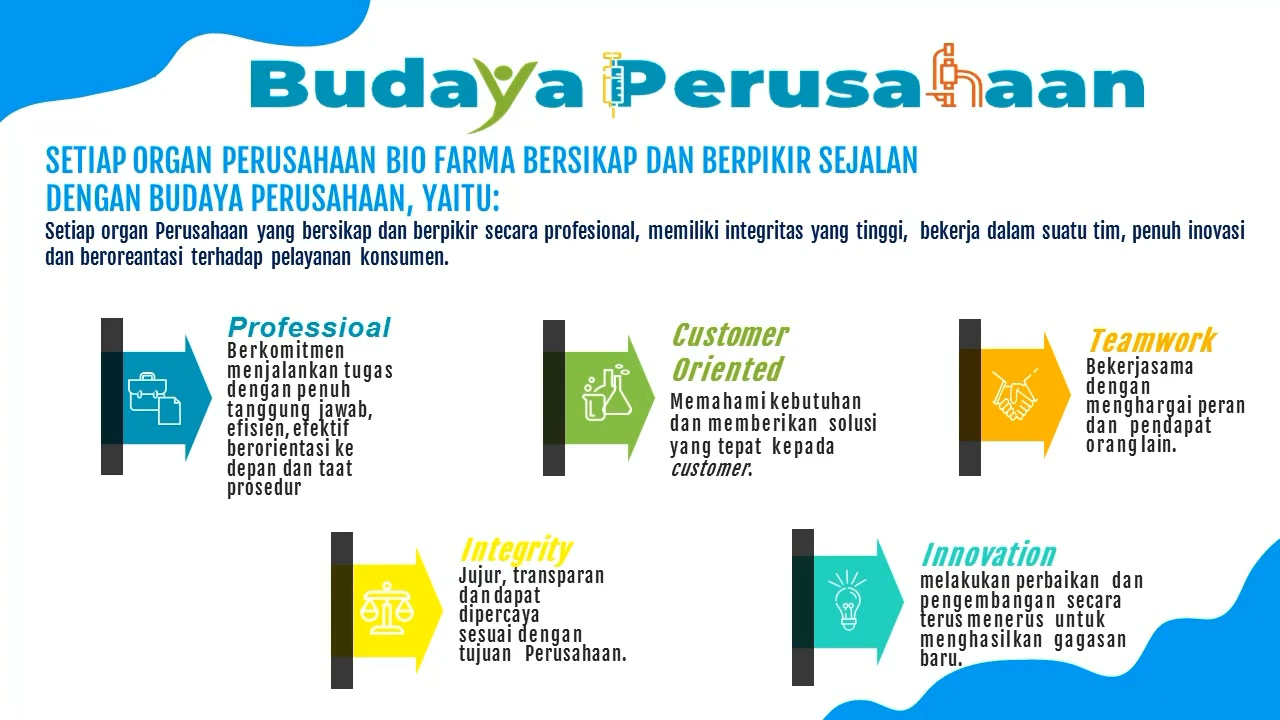 Budaya Perusahaan
SETIAP ORGAN PERUSAHAAN BIO FARMA BERSIKAP DAN BERPIKIR SEJALAN
DENGAN BUDAYA PERUSAHAAN, YAITU:
Setiap organ Perusahaan yang bersikap dan berpikir secara profesional, memiliki integritas yang tinggi, bekerja dalam suatu tim, penuh inovasi
dan beroreantasi terhadap pelayanan konsumen.
Professioal
Berkomitmen
menjalankan tugas
dengan penuh
tanggung jawab,
efisien, efektif
berorientasi ke
depan dan taat
prosedur
Customer
Oriented
Memahami kebutuhan
dan memberikan solusi
yang tepat kepada
customer.
Teamwork
Bekerjasama
dengan
menghargai peran
dan pendapat
orang lain.
Integrity
Jujur, transparan
dan dapat
dipercaya
sesuai dengan
tujuan Perusahaan.
Innovation
melakukan perbaikan dan
pengembangan secara
terus menerus untuk
menghasilkan gagasan
baru.